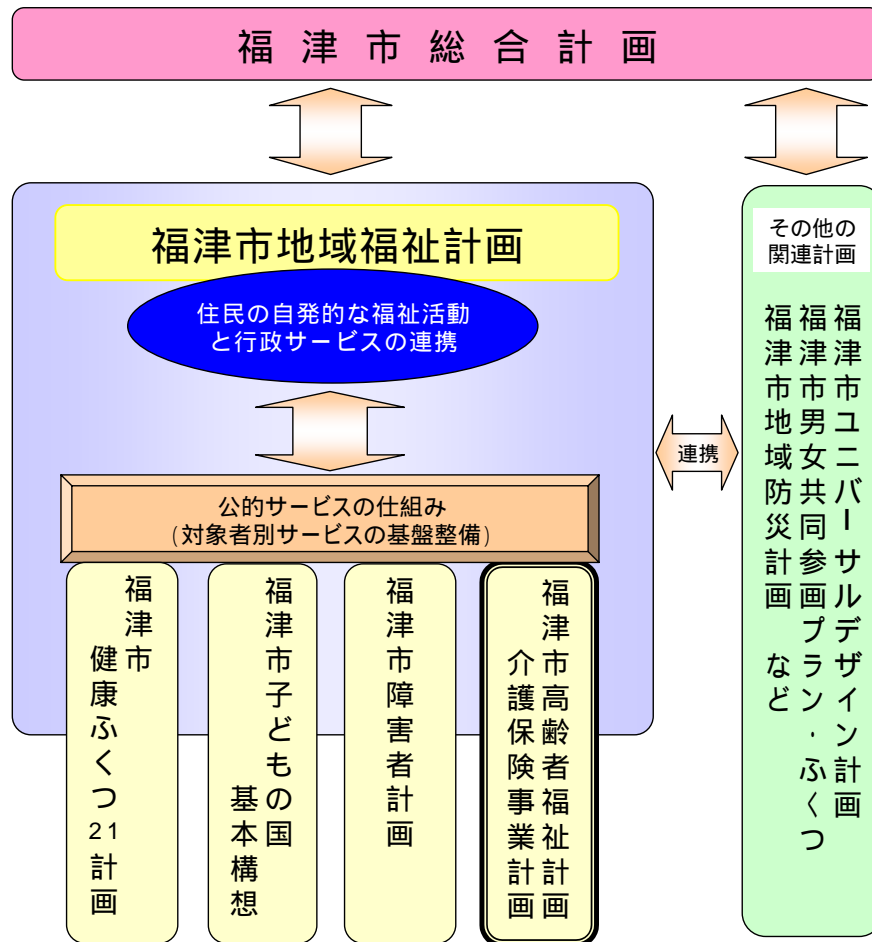 福津市総合計画
福津市地域福祉計画
住民の自発的な福祉活動
と行政サービスの連携
公的サービスの仕組み
(対象者別サービスの基盤整備)
福津市
健康ふくつ21計画
福津市子どもの国
基本構想
福津市障害者計画
福津市高齢者福祉計画
介護保険事業計画
連携
その他の
関連計画
福津市ユニバーサルデザイン計画
福津市男女共同参画プラン・ふくつ
福津市地域防災計画 など